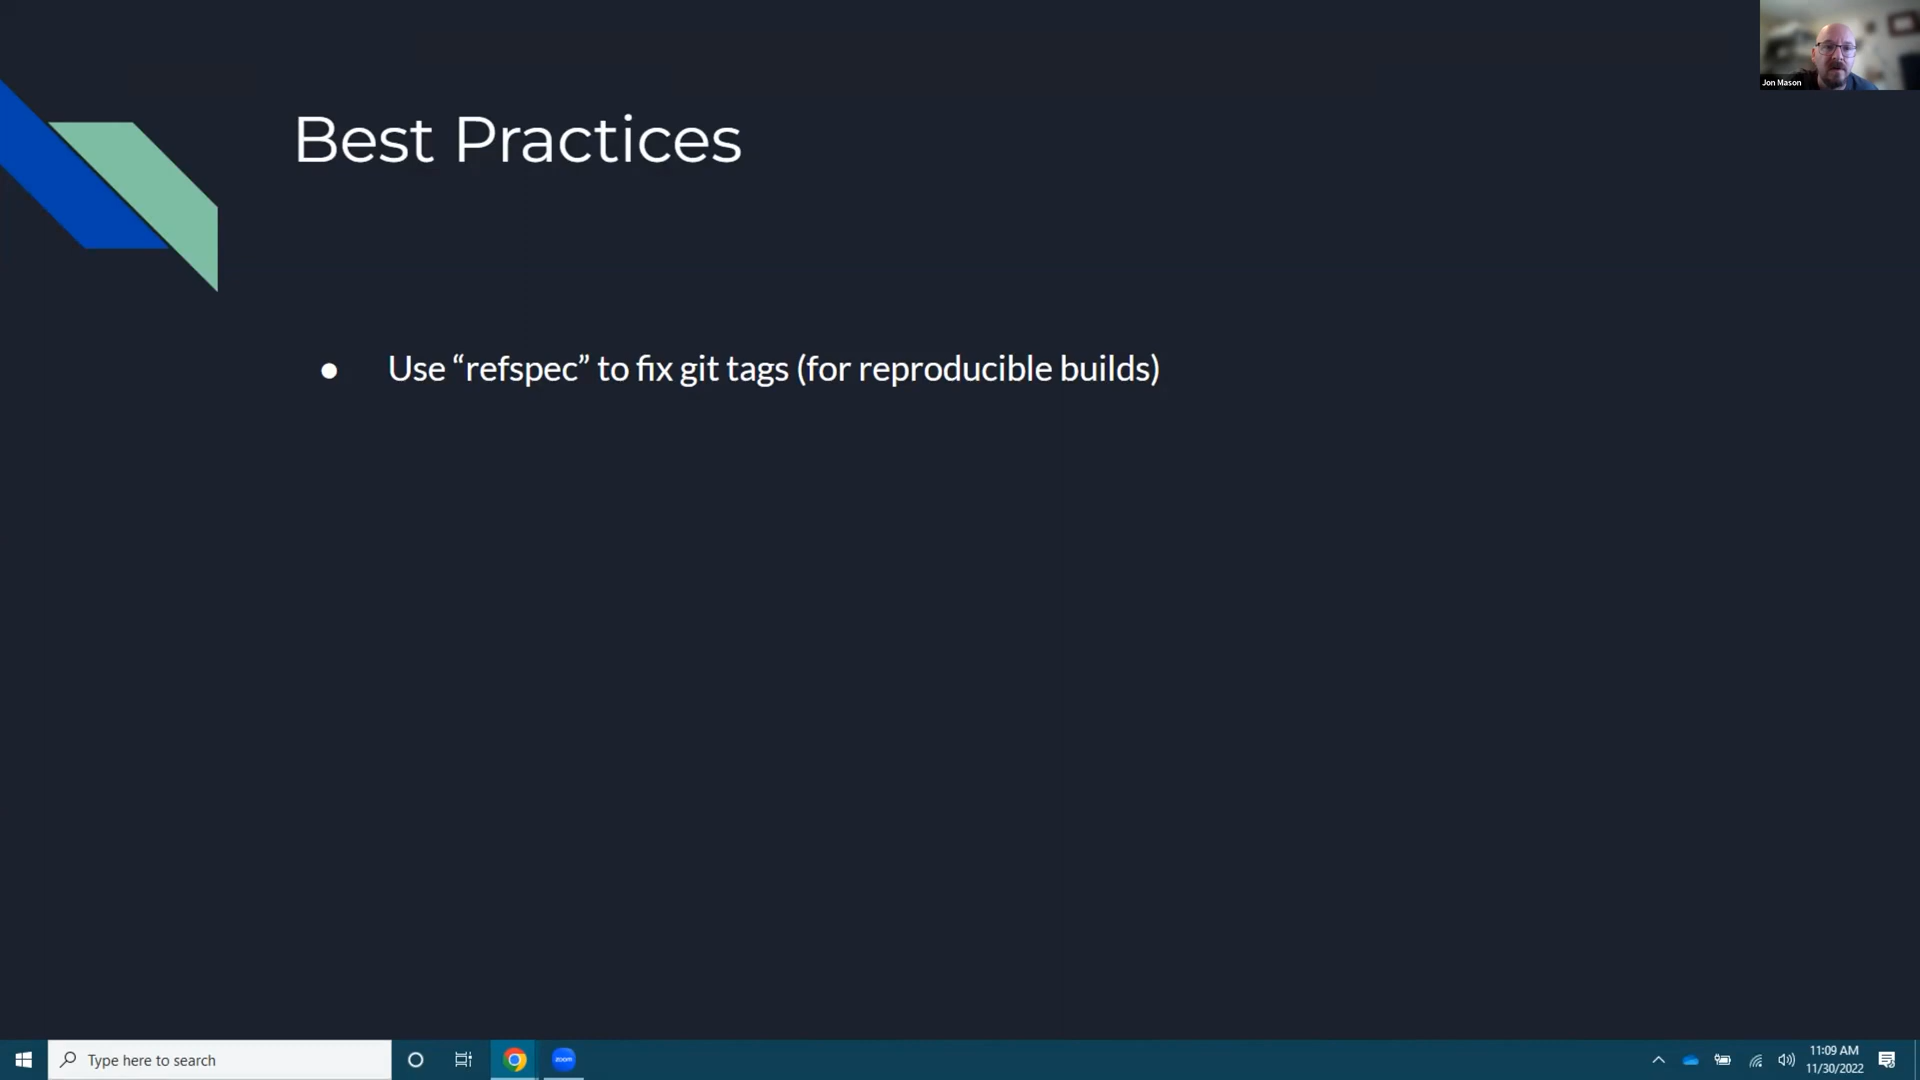 Jon Mason
Best Practices
● Use “refspec” to fix git tags (for reproducible builds)
Type here to search
zoom
11:09 AM
11/30/2022